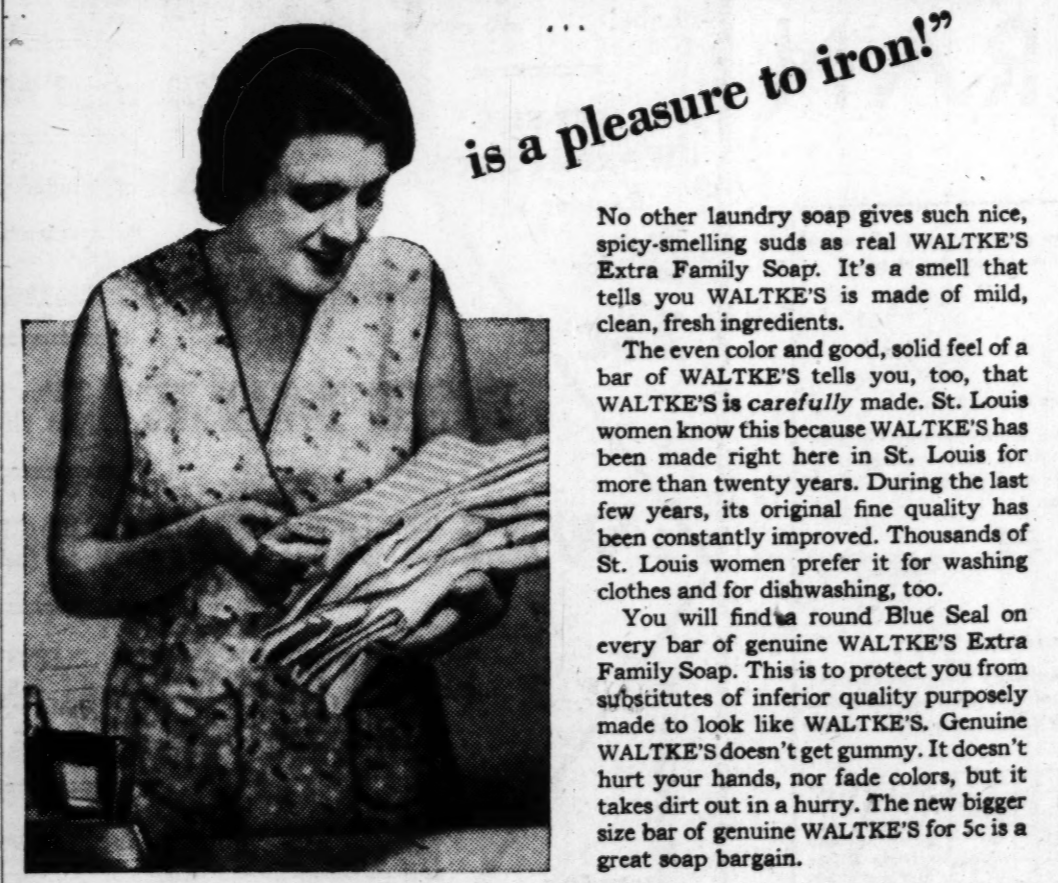 ...
is a pleasure to iron!”
No other laundry soap gives such nice,
spicy-smelling suds as real WALTKE'S
Extra Family Soap. It's a smell that
tells you WALTKE'S is made of mild,
clean, fresh ingredients.
The even color and good, solid feel of a
bar of WALTKE'S tells you, too, that
WALTKE'S is carefully made. St. Louis
women know this because WALTKE'S has
been made right here in St. Louis for
more than twenty years. During the last
few years, its original fine quality has
been constantly improved. Thousands of
St. Louis women prefer it for washing
clothes and for dishwashing, too.
You will find a round Blue Seal on
every bar of genuine WALTKE'S Extra
Family Soap. This is to protect you from
substitutes of inferior quality purposely
made to look like WALTKE'S. Genuine
WALTKE'S doesn't get gummy. It doesn't
hurt your hands, nor fade colors, but it
takes dirt out in a hurry. The new bigger
size bar of genuine WALTKE'S for 5c is a
great soap bargain.